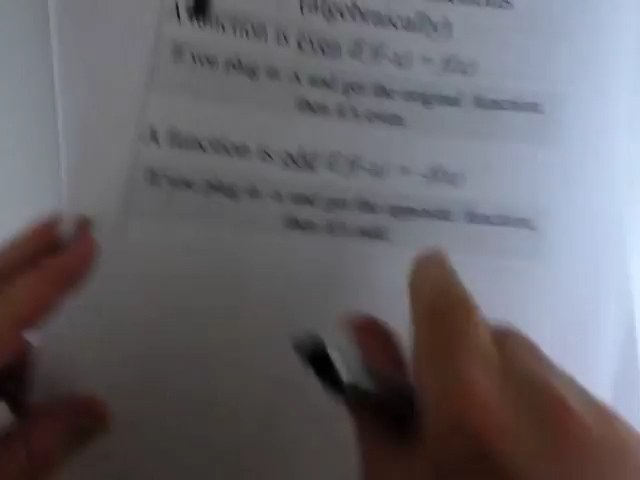 (Algebraically)
A function is even if f(-x) = f(x)
If you plug in -x and get the original function,
then it's even.
A function is odd if f(-x) = -f(x)
If you plug in -x and get the opposite function,
then it's odd.